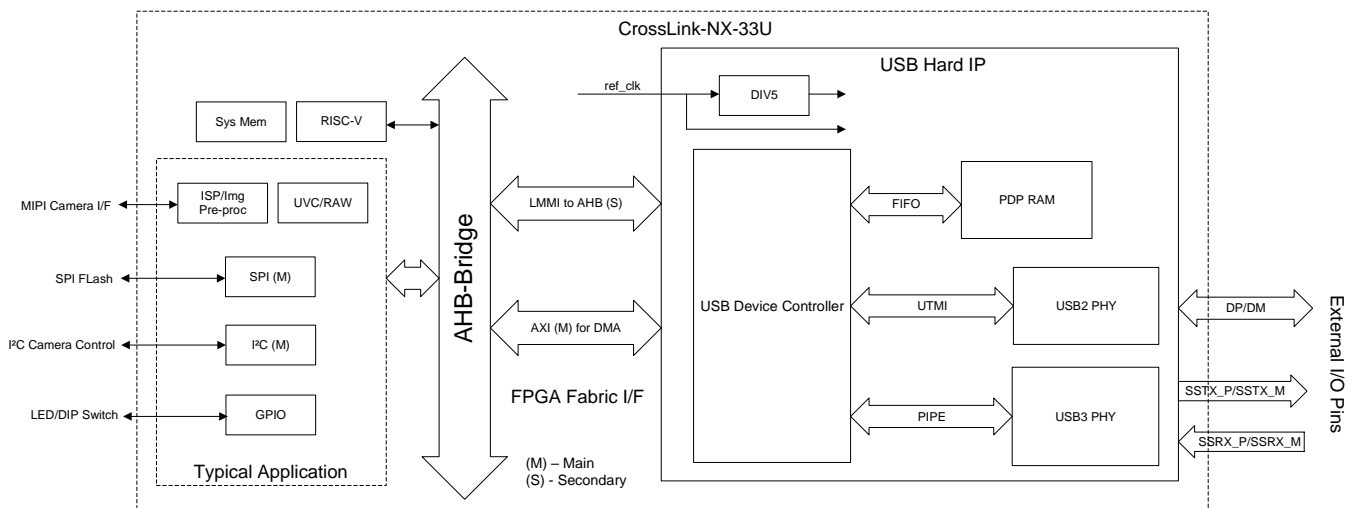 CrossLink-NX-33U
USB Hard IP
ref_clk
DIV5
Sys Mem
RISC-V
ISP/Img
Pre-proc
UVC/RAW
MIPI Camera I/F
SPI FLash
SPI (M)
I²C Camera Control
I²C (M)
LED/DIP Switch
GPIO
Typical Application
AHB-Bridge
LMMI to AHB (S)
AXI (M) for DMA
FPGA Fabric I/F
(M) – Main
(S) - Secondary
USB Device Controller
FIFO
PDP RAM
UTMI
USB2 PHY
PIPE
USB3 PHY
DP/DM
SSTX_P/SSTX_M
SSRX_P/SSRX_M
External I/O Pins